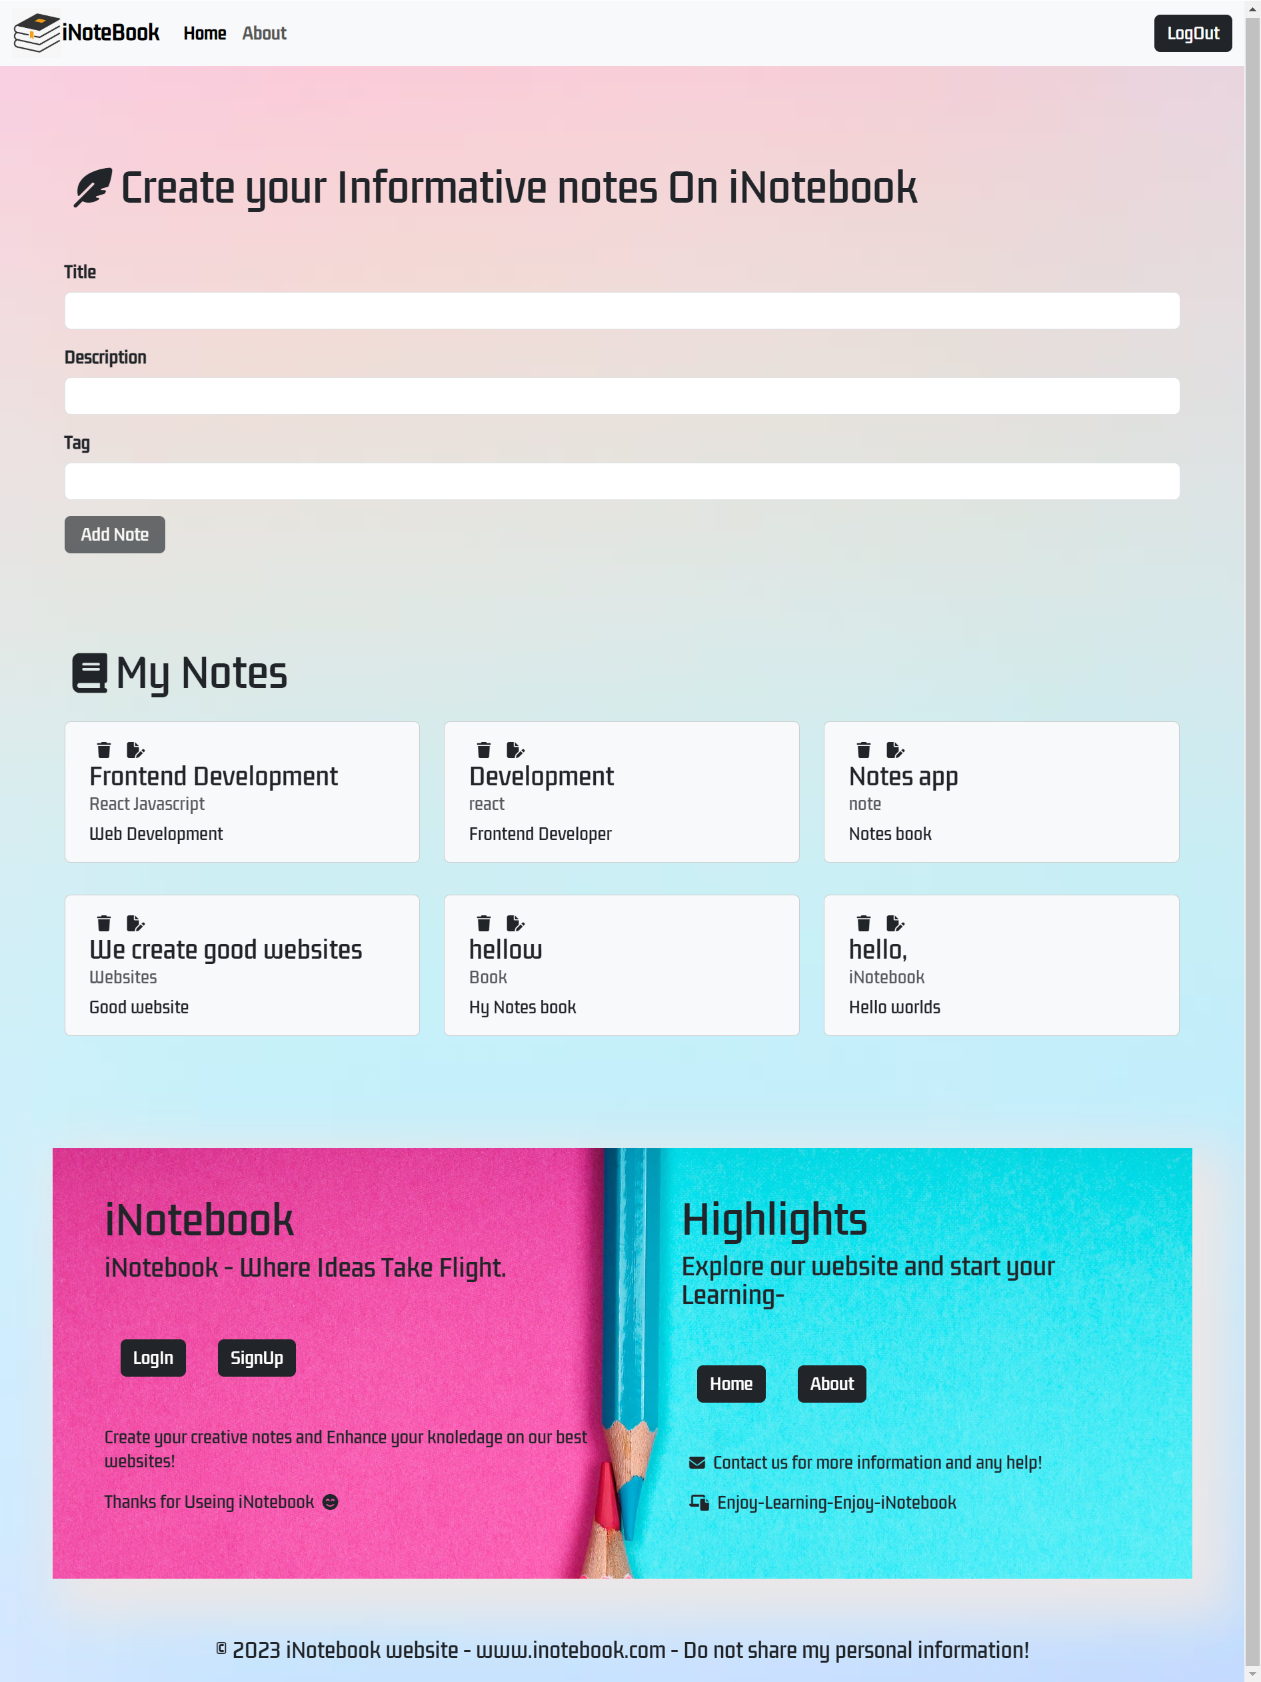 iNoteBook Home About LogOut
Create your Informative notes On iNotebook
Title
Description
Tag
Add Note
My Notes
Frontend Development
React Javascript
Web Development
Development
react
Frontend Developer
Notes app
note
Notes book
We create good websites
Websites
Good website
hellow
Book
Hy Notes book
hello,
iNotebook
Hello worlds
iNotebook
iNotebook - Where Ideas Take Flight.
LogIn SignUp
Create your creative notes and Enhance your knoledage on our best
websites!
Thanks for Useing iNotebook
Highlights
Explore our website and start your
Learning-
Home About
Contact us for more information and any help!
Enjoy-Learning-Enjoy-iNotebook
© 2023 iNotebook website - www.inotebook.com - Do not share my personal information!